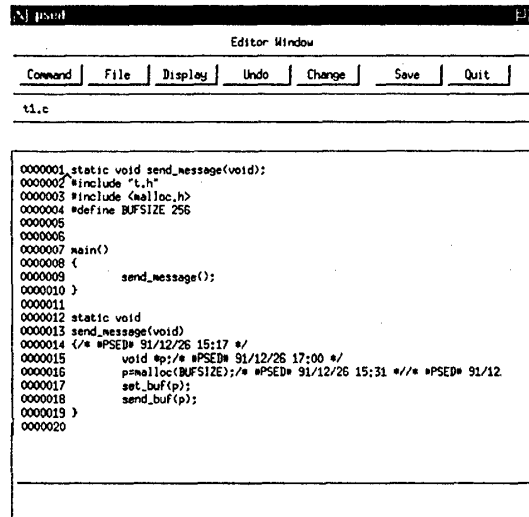 psed
Editor Window
Command File Display Undo Change Save Quit
t1.c
0000001 static void send_message(void);
0000002 #include "t.h"
0000003 #include <malloc.h>
0000004 #define BUFSIZE 256
0000005
0000006
0000007 main()
0000008 {
0000009 send_message();
0000010 }
0000011
0000012 static void
0000013 send_message(void)
0000014 {/* *PSED* 91/12/26 15:17 */
0000015 void *p;/* *PSED* 91/12/26 17:00 */
0000016 p=malloc(BUFSIZE);/* *PSED* 91/12/26 15:31 *//* *PSED* 91/12
0000017 set_buf(p);
0000018 send_buf(p);
0000019 }
0000020